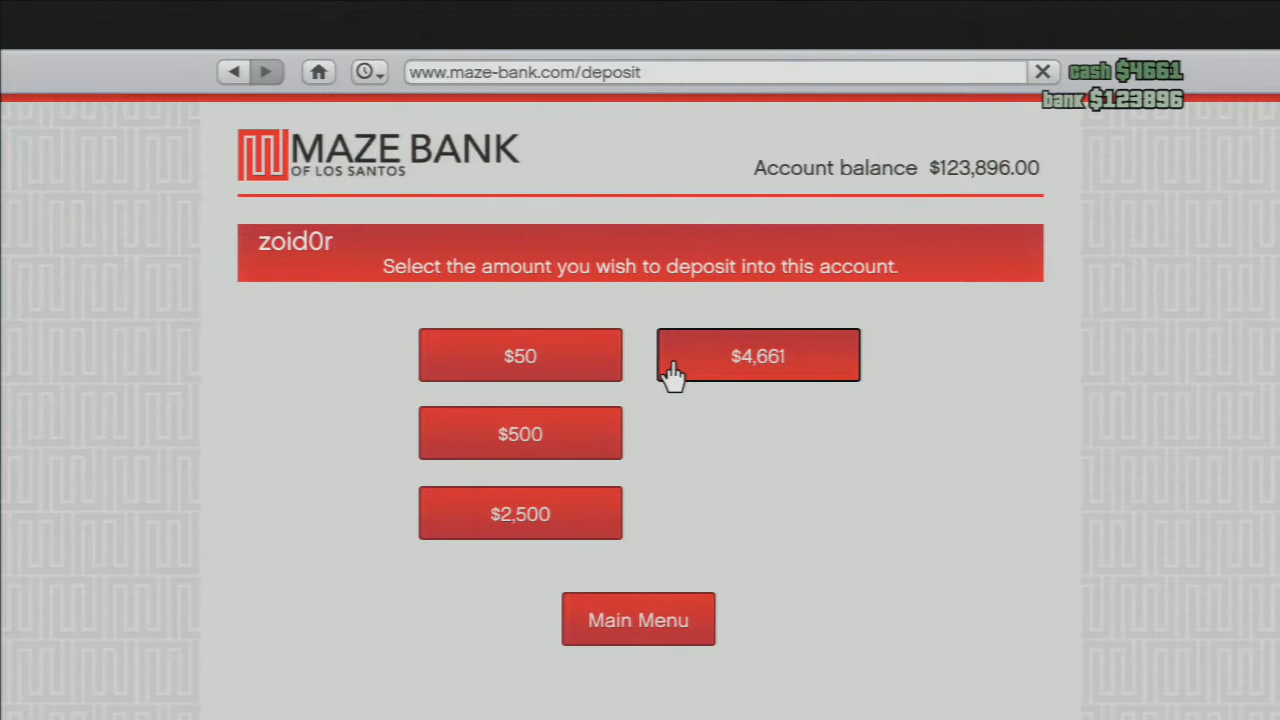 www.maze-bank.com/deposit
cash $4661
bank $123896
MAZE BANK
OF LOS SANTOS
Account balance $123,896.00
zoid0r
Select the amount you wish to deposit into this account.
$50
$4,661
$500
$2,500
Main Menu